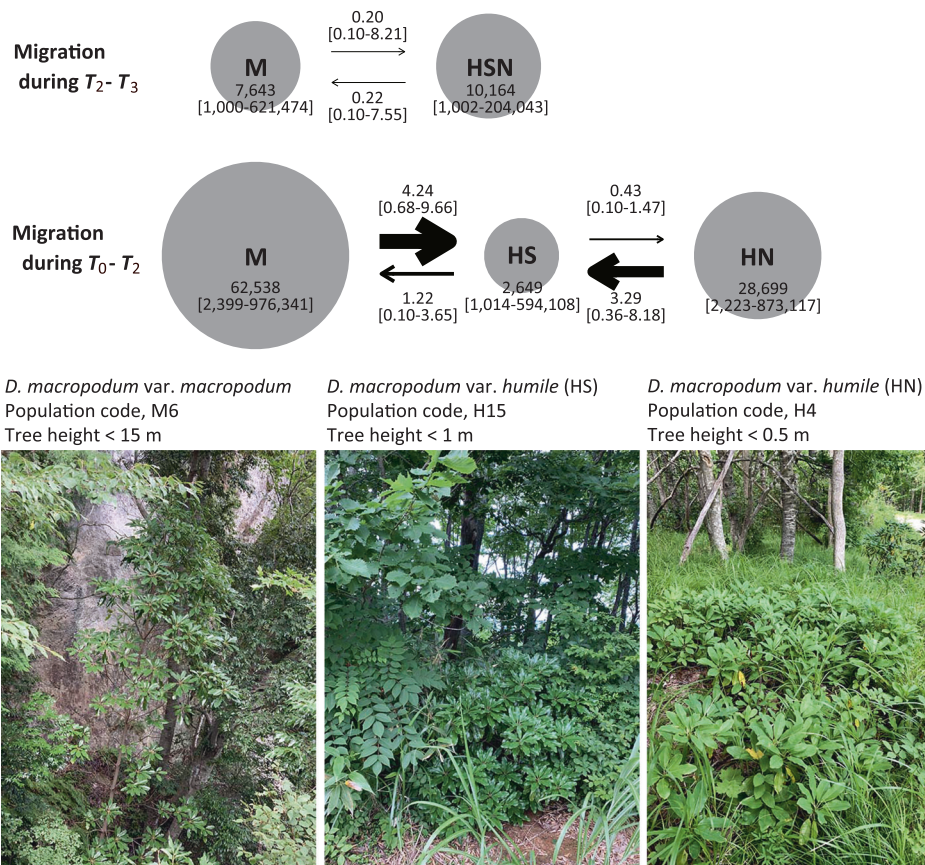 Migration
during T2- T3
M
7,643
[1,000-621,474]
0.20
[0.10-8.21]
0.22
[0.10-7.55]
HSN
10,164
[1,002-204,043]
Migration
during T0- T2
M
62,538
[2,399-976,341]
4.24
[0.68-9.66]
1.22
[0.10-3.65]
HS
2,649
[1,014-594,108]
0.43
[0.10-1.47]
3.29
[0.36-8.18]
HN
28,699
[2,223-873,117]
D. macropodum var. macropodum
Population code, M6
Tree height < 15 m
D. macropodum var. humile (HS)
Population code, H15
Tree height < 1 m
D. macropodum var. humile (HN)
Population code, H4
Tree height < 0.5 m